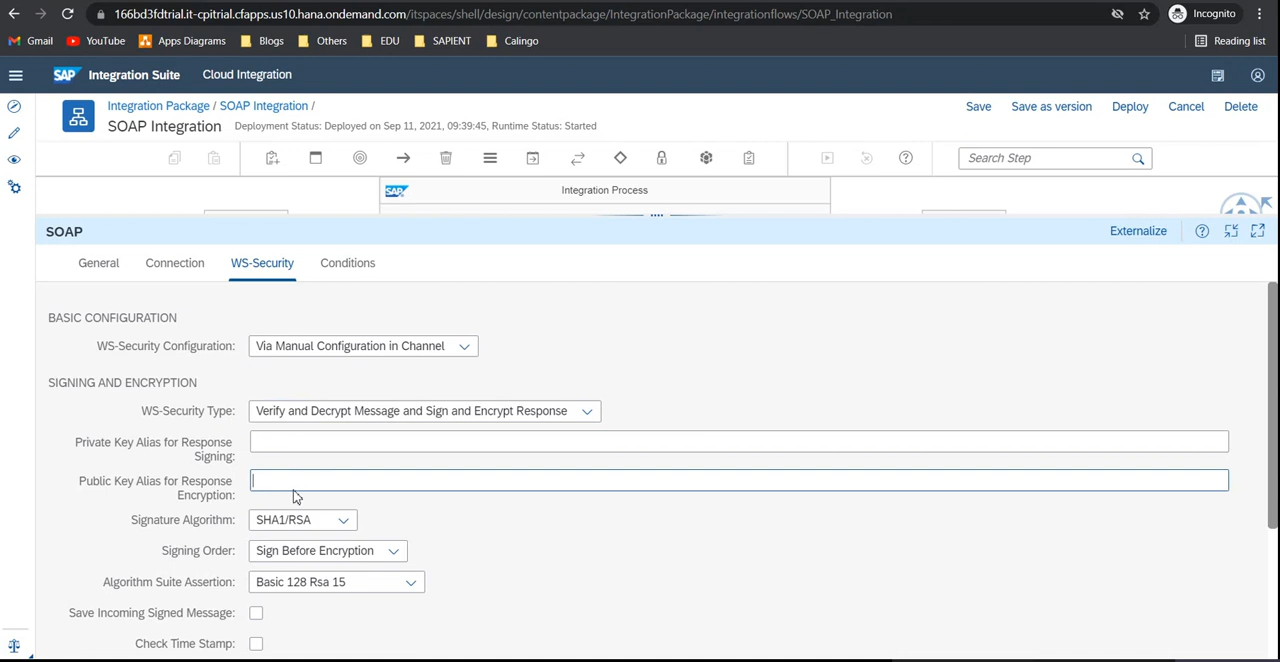 166bd3fdtrial.it-cpitrial.cfapps.us10.hana.ondemand.com/itspaces/shell/design/contentpackage/IntegrationPackage/integrationflows/SOAP_Integration
Incognito
Gmail YouTube Apps Diagrams Blogs Others EDU SAPIENT Calingo Reading list
SAP Integration Suite Cloud Integration
Integration Package / SOAP Integration /
Save Save as version Deploy Cancel Delete
SOAP Integration Deployment Status: Deployed on Sep 11, 2021, 09:39:45, Runtime Status: Started
Search Step
SAP Integration Process
SOAP Externalize
General Connection WS-Security Conditions
BASIC CONFIGURATION
WS-Security Configuration: Via Manual Configuration in Channel
SIGNING AND ENCRYPTION
WS-Security Type: Verify and Decrypt Message and Sign and Encrypt Response
Private Key Alias for Response
Signing:
Public Key Alias for Response
Encryption:
Signature Algorithm: SHA1/RSA
Signing Order: Sign Before Encryption
Algorithm Suite Assertion: Basic 128 Rsa 15
Save Incoming Signed Message:
Check Time Stamp: